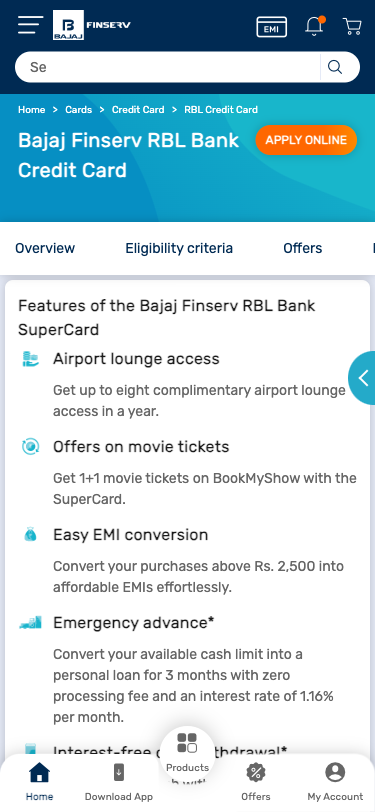 B
BAJAJ
FINSERV
EMI
Se
Home > Cards > Credit Card > RBL Credit Card
Bajaj Finserv RBL Bank
Credit Card
APPLY ONLINE
Overview
Eligibility criteria
Offers
Features of the Bajaj Finserv RBL Bank
SuperCard
Airport lounge access
Get up to eight complimentary airport lounge
access in a year.
Offers on movie tickets
Get 1+1 movie tickets on BookMyShow with the
SuperCard.
Easy EMI conversion
Convert your purchases above Rs. 2,500 into
affordable EMIs effortlessly.
Emergency advance*
Convert your available cash limit into a
personal loan for 3 months with zero
processing fee and an interest rate of 1.16%
per month.
Interest-free
Home
Download App
Products
Offers
My Account